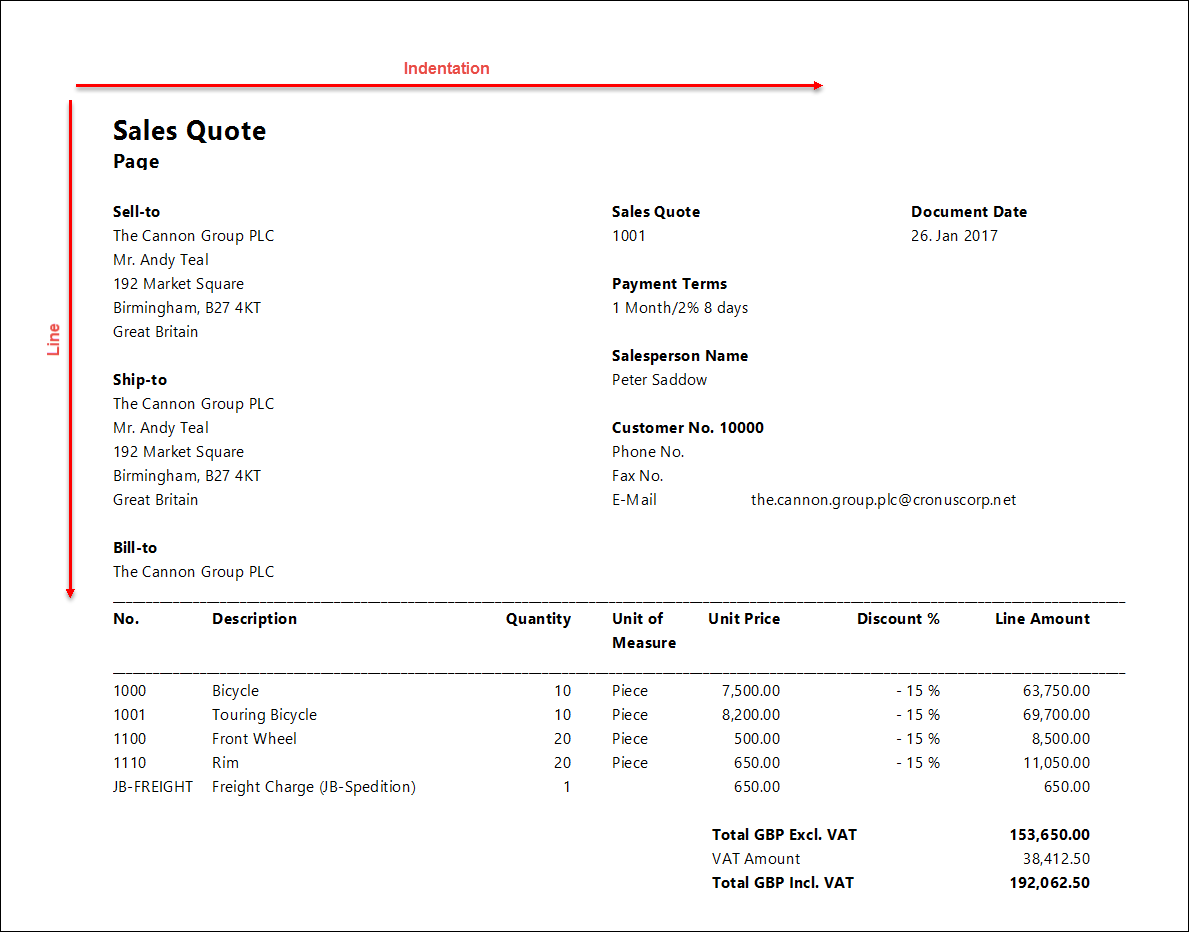 Indentation
Line
Sales Quote
Page
Sell-to
The Cannon Group PLC
Mr. Andy Teal
192 Market Square
Birmingham, B27 4KT
Great Britain
Ship-to
The Cannon Group PLC
Mr. Andy Teal
192 Market Square
Birmingham, B27 4KT
Great Britain
Bill-to
The Cannon Group PLC
Sales Quote
1001
Payment Terms
1 Month/2% 8 days
Salesperson Name
Peter Saddow
Customer No. 10000
Phone No.
Fax No.
E-Mail the.cannon.group.plc@cronuscorp.net
Document Date
26. Jan 2017
No. Description Quantity Unit of Measure Unit Price Discount % Line Amount
1000 Bicycle 10 Piece 7,500.00 - 15 % 63,750.00
1001 Touring Bicycle 10 Piece 8,200.00 - 15 % 69,700.00
1100 Front Wheel 20 Piece 500.00 - 15 % 8,500.00
1110 Rim 20 Piece 650.00 - 15 % 11,050.00
JB-FREIGHT Freight Charge (JB-Spedition) 1 650.00 650.00
Total GBP Excl. VAT 153,650.00
VAT Amount 38,412.50
Total GBP Incl. VAT 192,062.50